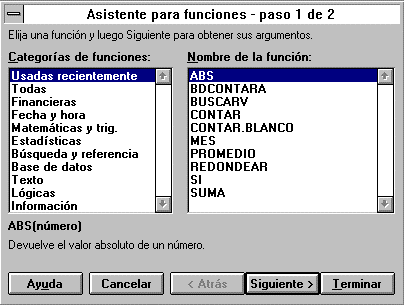 Asistente para funciones - paso 1 de 2
Elija una función y luego Siguiente para obtener sus argumentos.
Categorías de funciones:
Usadas recientemente
Todas
Financieras
Fecha y hora
Matemáticas y trig.
Estadísticas
Búsqueda y referencia
Base de datos
Texto
Lógicas
Información
Nombre de la función:
ABS
BDCONTARA
BUSCARV
CONTAR
CONTAR.BLANCO
MES
PROMEDIO
REDONDEAR
SI
SUMA
ABS(número)
Devuelve el valor absoluto de un número.
Ayuda
Cancelar
< Atrás
Siguiente >
Terminar